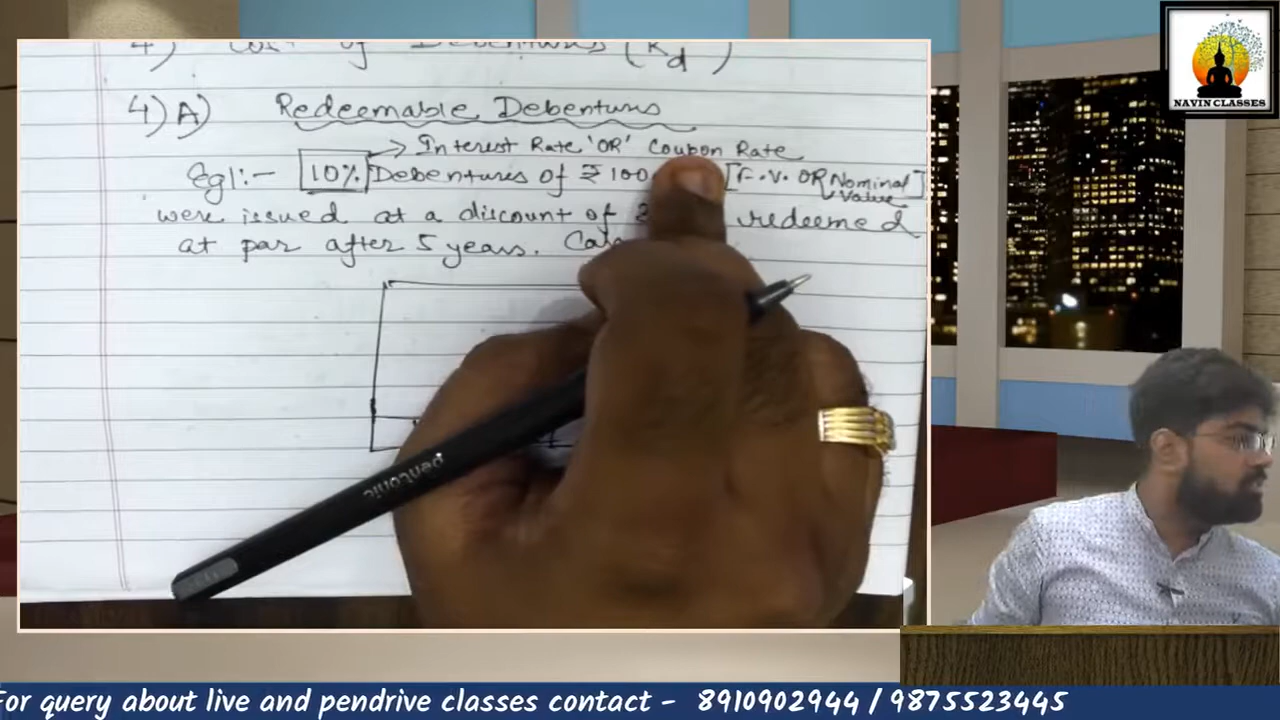 4) Cost of Debentures (Kd)
4)A) Redeemable Debentures
→ Interest Rate 'OR' Coupon Rate
Eg1:- 10% Debentures of ₹100 [F.V. OR Nominal Value]
were issued at a discount of redeemed
at par after 5 years.
pentonic
NAVIN CLASSES
For query about live and pendrive classes contact - 8910902944 / 9875523445